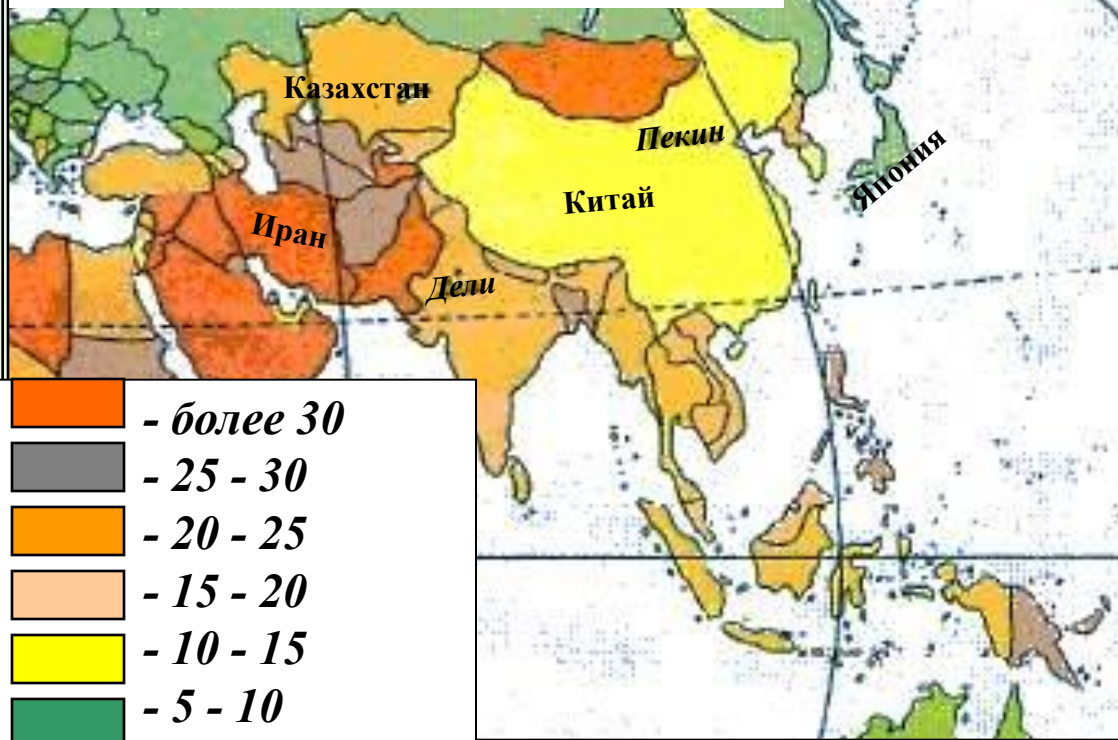 Казахстан
Пекин
Япония
Китай
Иран
Дели
- более 30
- 25 - 30
- 20 - 25
- 15 - 20
- 10 - 15
- 5 - 10